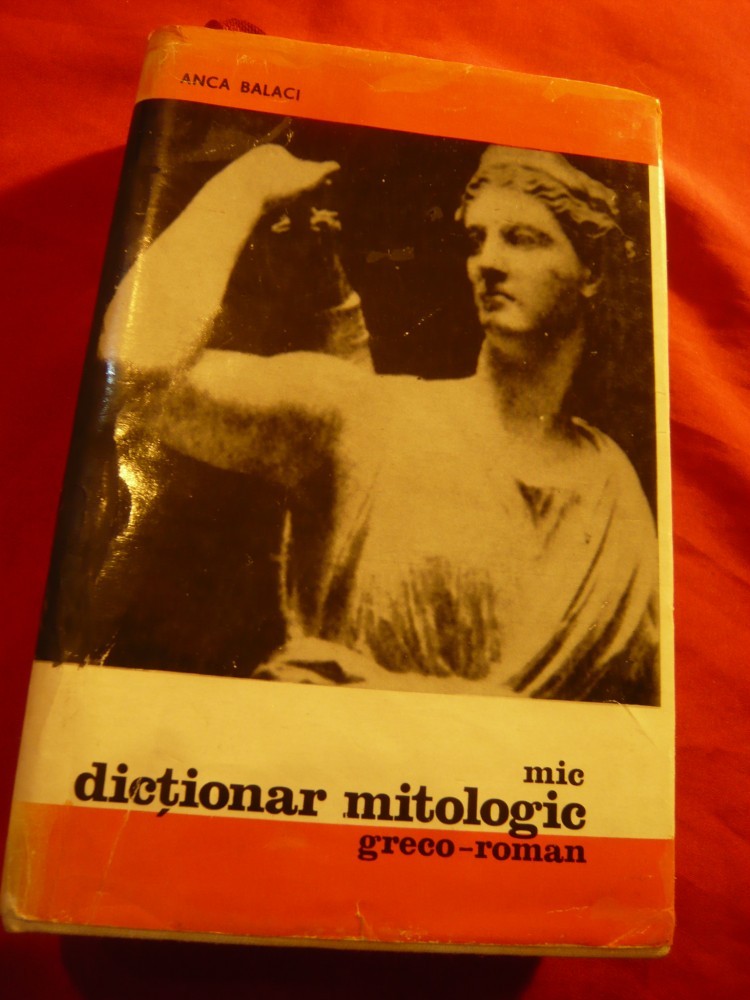 ANCA BALACI
mic
dicționar mitologic
greco-roman